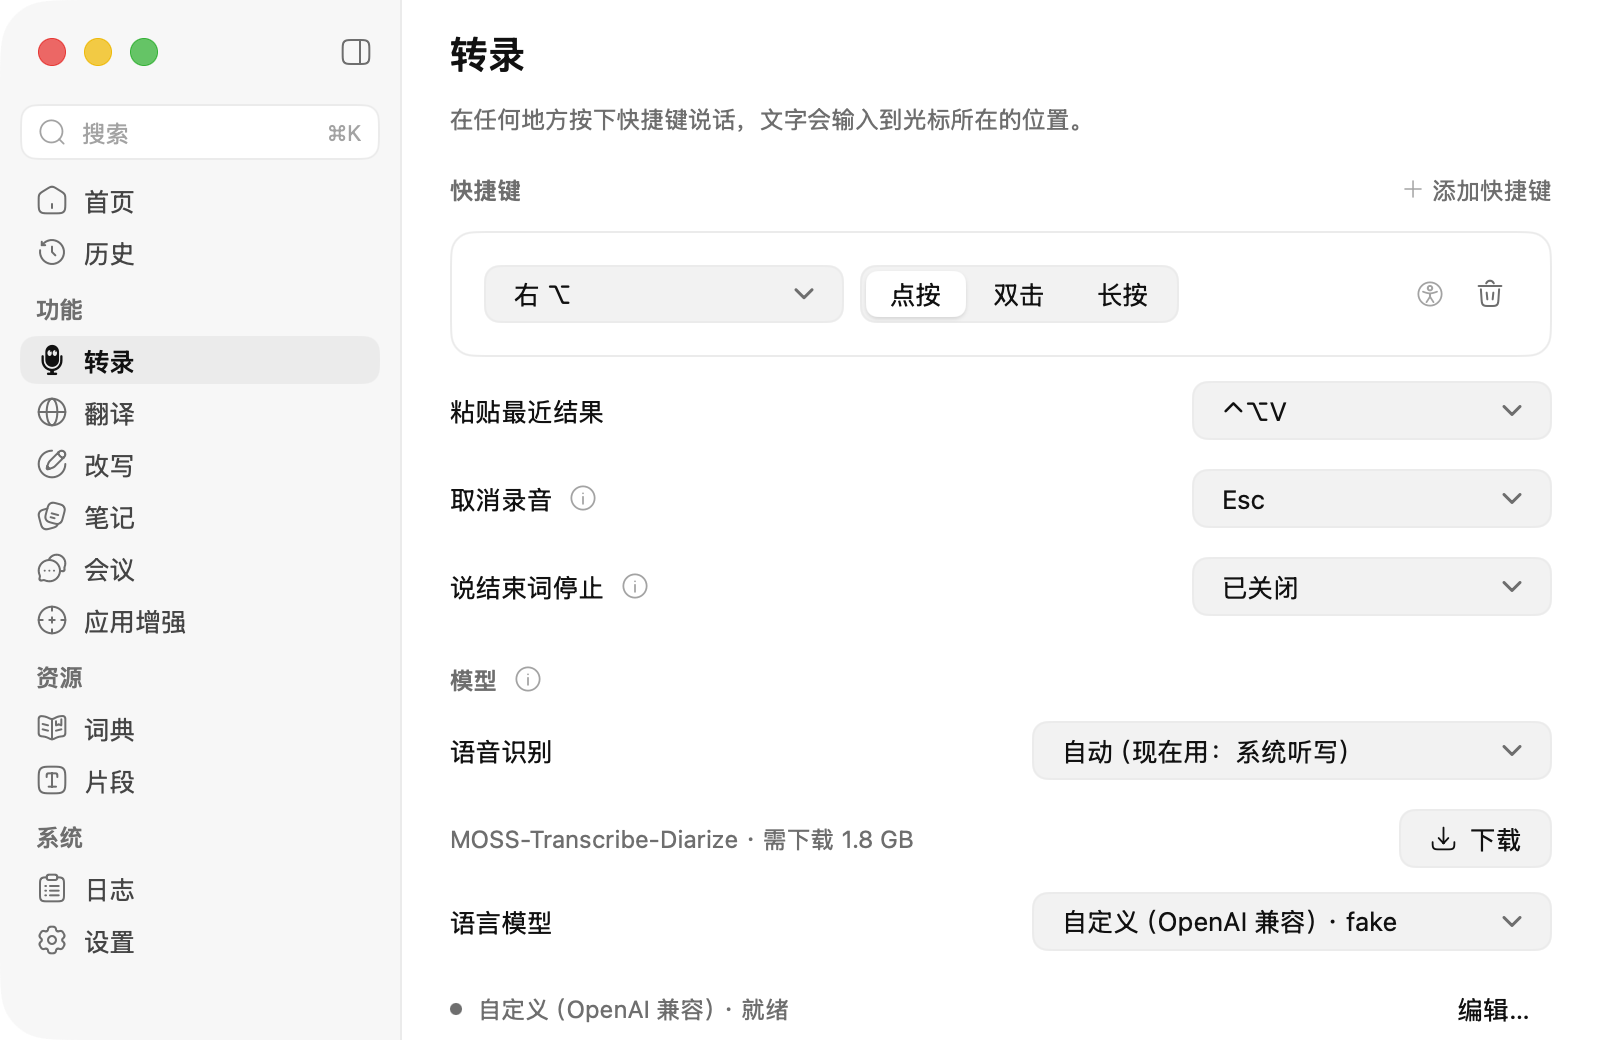 搜索 ⌘K
首页
历史
功能
转录
翻译
改写
笔记
会议
应用增强
资源
词典
片段
系统
日志
设置
转录
在任何地方按下快捷键说话，文字会输入到光标所在的位置。
快捷键
添加快捷键
右 ⌥
点按 双击 长按
粘贴最近结果
⌃⌥V
取消录音
Esc
说结束词停止
已关闭
模型
语音识别
自动（现在用：系统听写）
MOSS-Transcribe-Diarize · 需下载 1.8 GB
下载
语言模型
自定义（OpenAI 兼容）· fake
自定义（OpenAI 兼容）· 就绪
编辑...